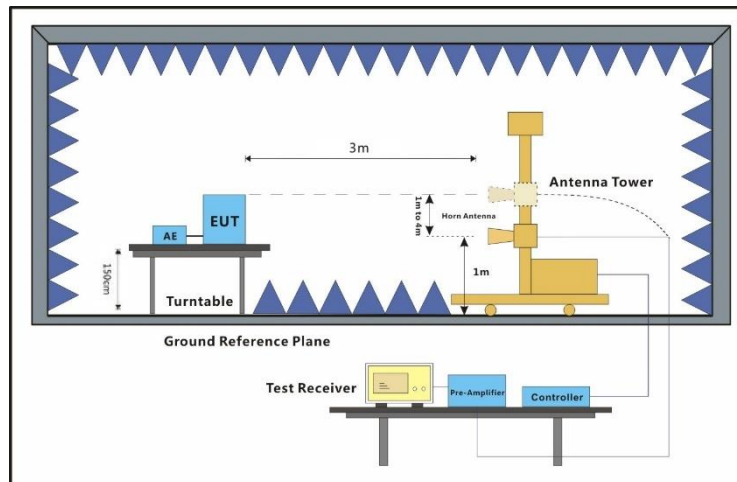 3m
Antenna Tower
1m to 4m
Horn Antenna
EUT
AE
150cm
1m
Turntable
Ground Reference Plane
Test Receiver
Pre-Amplifier
Controller